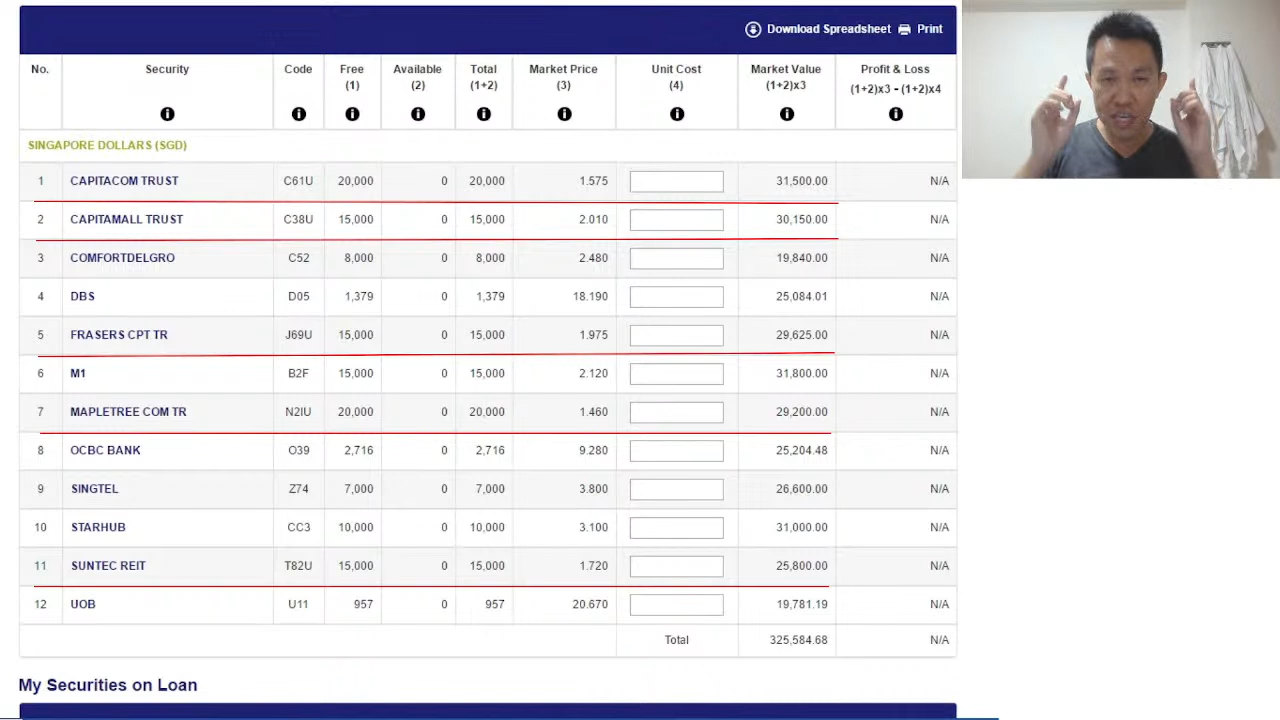 Download Spreadsheet Print
No. Security Code Free (1) Available (2) Total (1+2) Market Price (3) Unit Cost (4) Market Value (1+2)x3 Profit & Loss (1+2)x3 - (1+2)x4
SINGAPORE DOLLARS (SGD)
1 CAPITACOM TRUST C61U 20,000 0 20,000 1.575 31,500.00 N/A
2 CAPITAMALL TRUST C38U 15,000 0 15,000 2.010 30,150.00 N/A
3 COMFORTDELGRO C52 8,000 0 8,000 2.480 19,840.00 N/A
4 DBS D05 1,379 0 1,379 18.190 25,084.01 N/A
5 FRASERS CPT TR J69U 15,000 0 15,000 1.975 29,625.00 N/A
6 M1 B2F 15,000 0 15,000 2.120 31,800.00 N/A
7 MAPLETREE COM TR N2IU 20,000 0 20,000 1.460 29,200.00 N/A
8 OCBC BANK O39 2,716 0 2,716 9.280 25,204.48 N/A
9 SINGTEL Z74 7,000 0 7,000 3.800 26,600.00 N/A
10 STARHUB CC3 10,000 0 10,000 3.100 31,000.00 N/A
11 SUNTEC REIT T82U 15,000 0 15,000 1.720 25,800.00 N/A
12 UOB U11 957 0 957 20.670 19,781.19 N/A
Total 325,584.68 N/A
My Securities on Loan